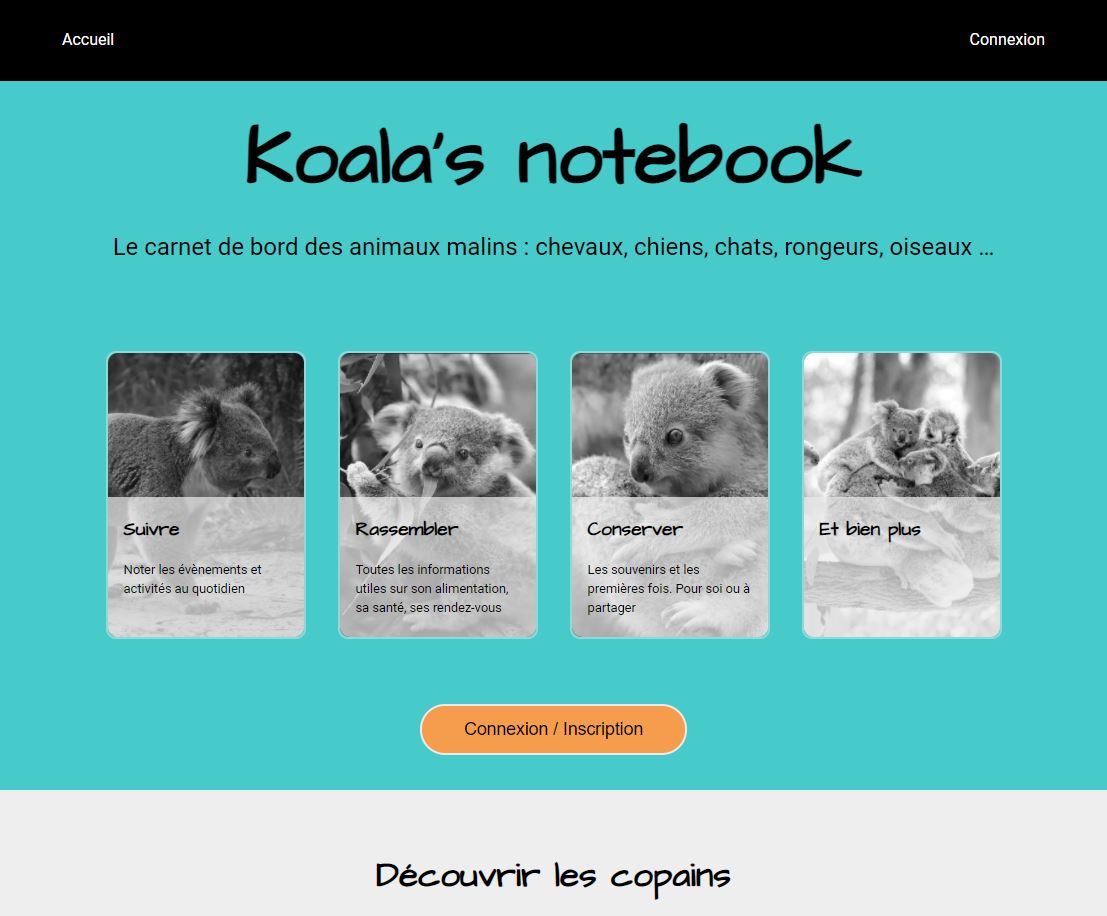 Accueil
Connexion
Koala's notebook
Le carnet de bord des animaux malins : chevaux, chiens, chats, rongeurs, oiseaux ...
Suivre
Noter les évènements et
activités au quotidien
Rassembler
Toutes les informations
utiles sur son alimentation,
sa santé, ses rendez-vous
Conserver
Les souvenirs et les
premières fois. Pour soi ou à
partager
Et bien plus
Connexion / Inscription
Découvrir les copains